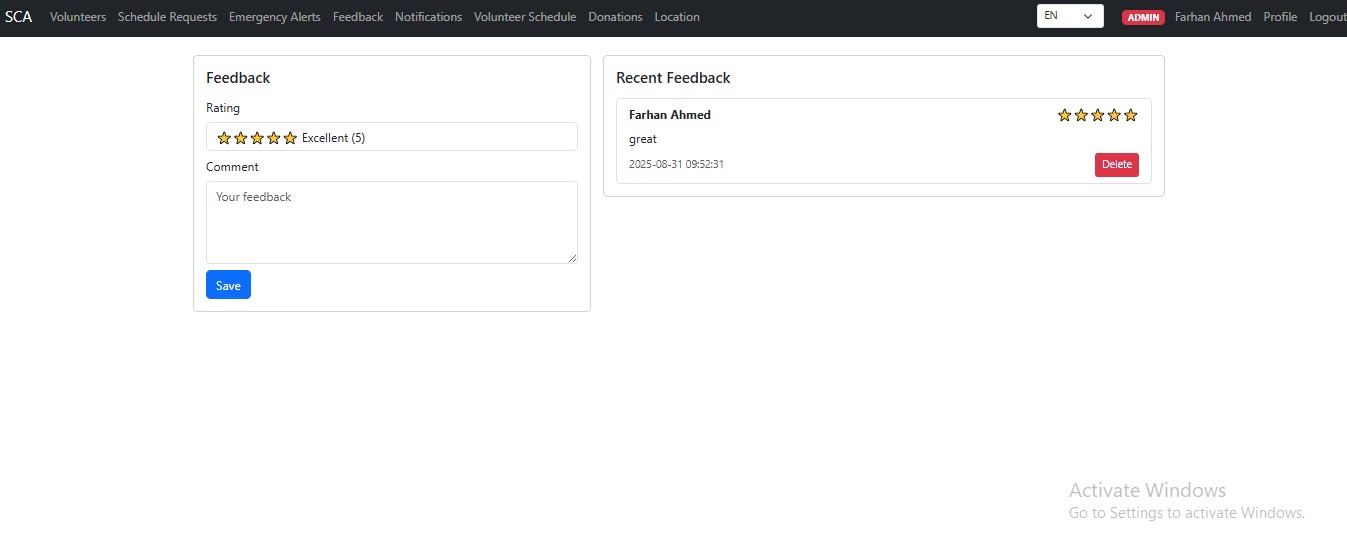 SCA Volunteers Schedule Requests Emergency Alerts Feedback Notifications Volunteer Schedule Donations Location EN ADMIN Farhan Ahmed Profile Logout
Feedback
Rating
Excellent (5)
Comment
Your feedback
Save
Recent Feedback
Farhan Ahmed
great
2025-08-31 09:52:31 Delete
Activate Windows
Go to Settings to activate Windows.